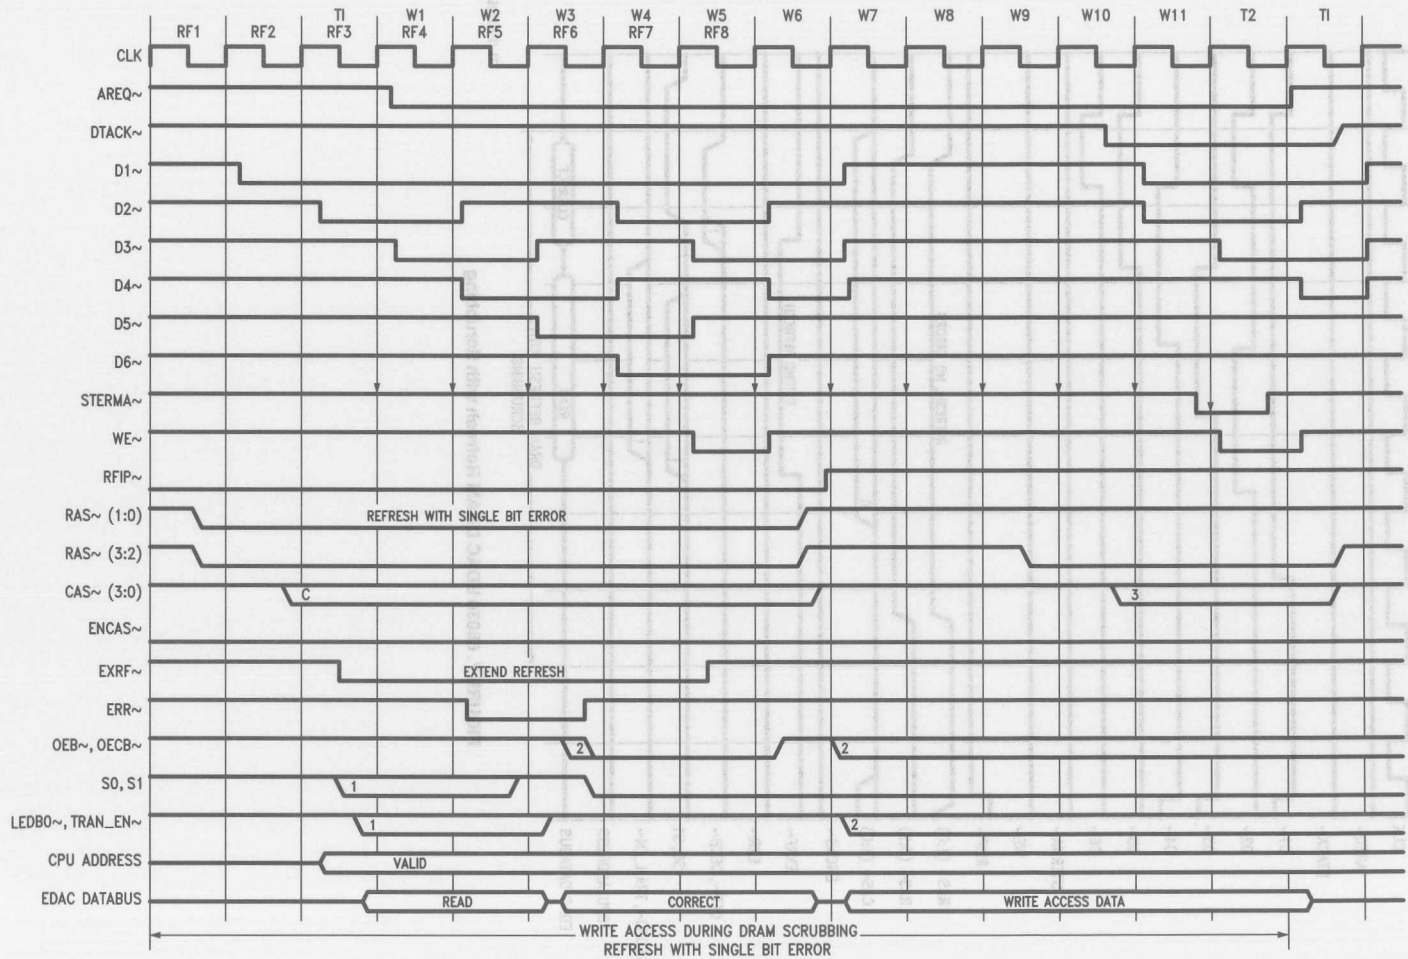 TI W1 W2 W3 W4 W5 W6 W7 W8 W9 W10 W11 T2 TI
RF1 RF2 RF3 RF4 RF5 RF6 RF7 RF8
CLK
AREQ~
DTACK~
D1~
D2~
D3~
D4~
D5~
D6~
STERMA~
WE~
RFIP~
RAS~ (1:0) REFRESH WITH SINGLE BIT ERROR
RAS~ (3:2)
CAS~ (3:0) C 3
ENCAS~
EXRF~ EXTEND REFRESH
ERR~
OEB~, OECB~ 2 2
S0, S1 1
LEDBO~, TRAN_EN~ 1 2
CPU ADDRESS VALID
EDAC DATABUS READ CORRECT WRITE ACCESS DATA
WRITE ACCESS DURING DRAM SCRUBBING
REFRESH WITH SINGLE BIT ERROR